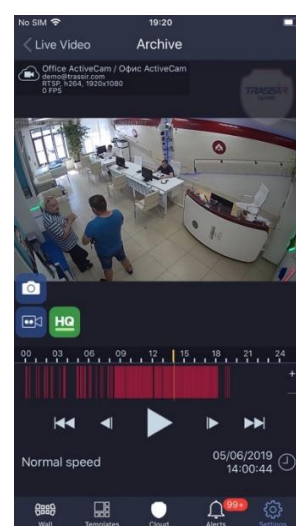 No SIM 19:20
Live Video Archive
Office ActiveCam / Офис ActiveCam
demo@trassir.com
RTSP, h264, 1920x1080
0 FPS
TRASSIR
HQ
00 03 06 09 12 15 18 21 24
+
Normal speed
05/06/2019
14:00:44
99+
Wall Templates Cloud Alerts Settings